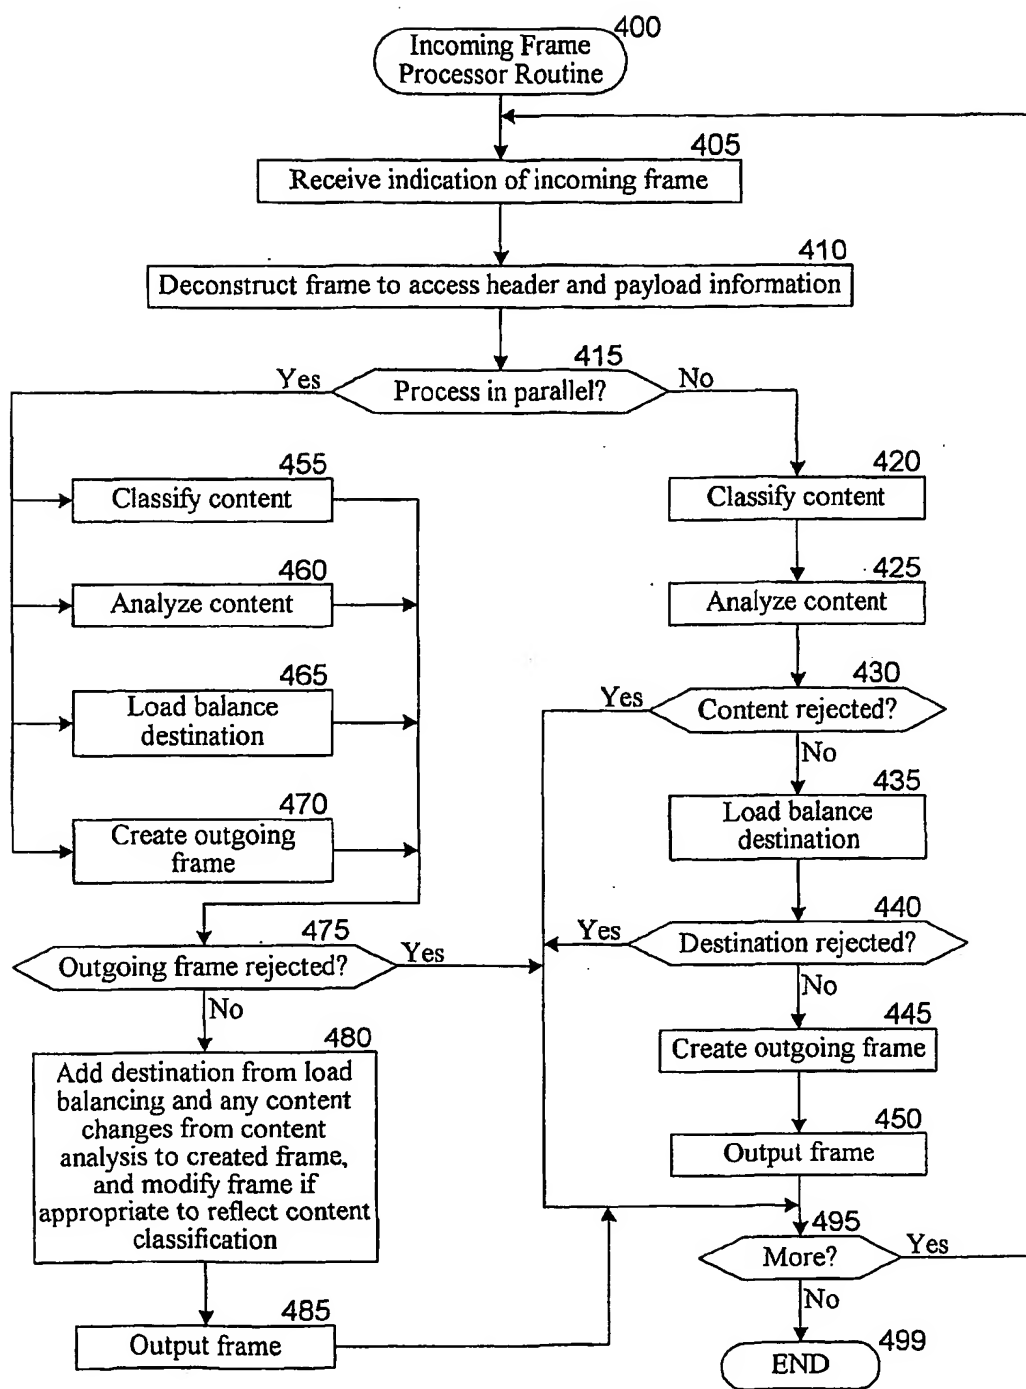 400
Incoming Frame
Processor Routine
405
Receive indication of incoming frame
410
Deconstruct frame to access header and payload information
415
Yes
Process in parallel?
No
455
Classify content
460
Analyze content
465
Load balance
destination
470
Create outgoing
frame
475
Outgoing frame rejected?
Yes
No
480
Add destination from load
balancing and any content
changes from content
analysis to created frame,
and modify frame if
appropriate to reflect content
classification
485
Output frame
420
Classify content
425
Analyze content
430
Yes
Content rejected?
No
435
Load balance
destination
440
Yes
Destination rejected?
No
445
Create outgoing frame
450
Output frame
495
More?
Yes
No
499
END